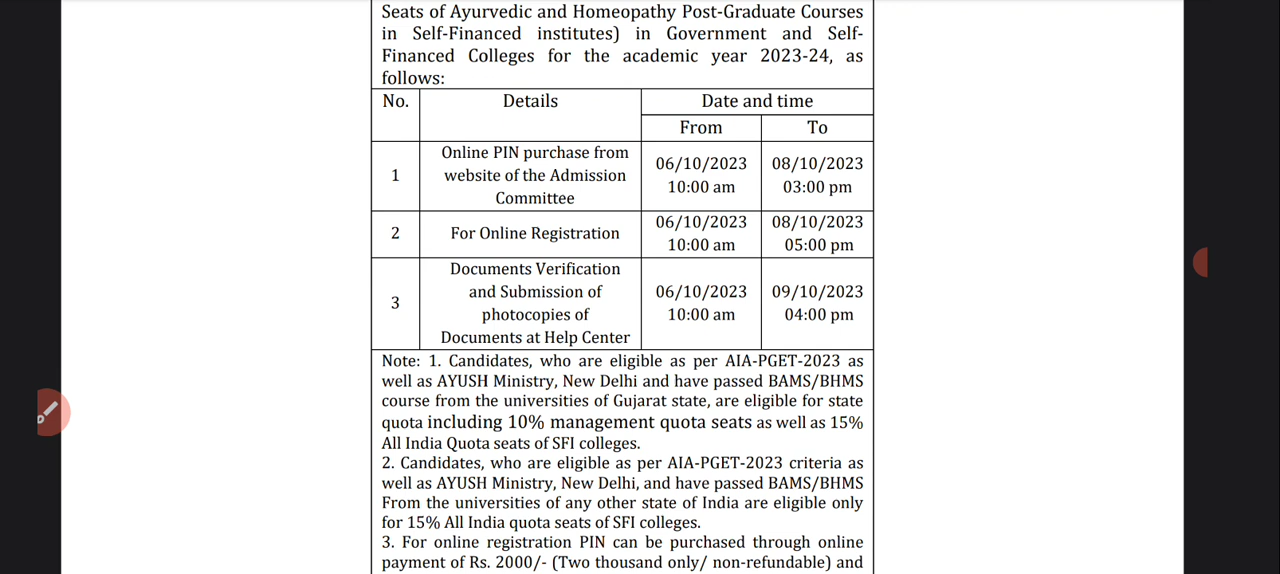 Seats of Ayurvedic and Homeopathy Post-Graduate Courses
in Self-Financed institutes) in Government and Self-
Financed Colleges for the academic year 2023-24, as
follows:
No. Details Date and time
From To
1 Online PIN purchase from website of the Admission Committee 06/10/2023 10:00 am 08/10/2023 03:00 pm
2 For Online Registration 06/10/2023 10:00 am 08/10/2023 05:00 pm
3 Documents Verification and Submission of photocopies of Documents at Help Center 06/10/2023 10:00 am 09/10/2023 04:00 pm
Note: 1. Candidates, who are eligible as per AIA-PGET-2023 as
well as AYUSH Ministry, New Delhi and have passed BAMS/BHMS
course from the universities of Gujarat state, are eligible for state
quota including 10% management quota seats as well as 15%
All India Quota seats of SFI colleges.
2. Candidates, who are eligible as per AIA-PGET-2023 criteria as
well as AYUSH Ministry, New Delhi, and have passed BAMS/BHMS
From the universities of any other state of India are eligible only
for 15% All India quota seats of SFI colleges.
3. For online registration PIN can be purchased through online
payment of Rs. 2000/- (Two thousand only/ non-refundable) and